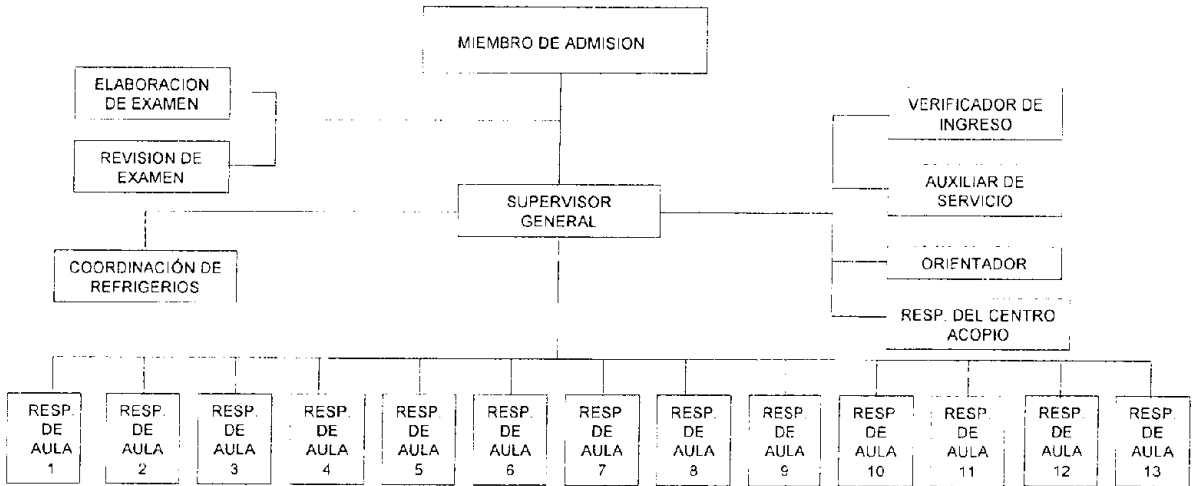 MIEMBRO DE ADMISION
ELABORACION
DE EXAMEN
REVISION DE
EXAMEN
VERIFICADOR DE
INGRESO
AUXILIAR DE
SERVICIO
SUPERVISOR
GENERAL
COORDINACIÓN DE
REFRIGERIOS
ORIENTADOR
RESP. DEL CENTRO
ACOPIO
RESP.
DE
AULA
1
RESP.
DE
AULA
2
RESP.
DE
AULA
3
RESP.
DE
AULA
4
RESP.
DE
AULA
5
RESP.
DE
AULA
6
RESP.
DE
AULA
7
RESP.
DE
AULA
8
RESP.
DE
AULA
9
RESP
DE
AULA
10
RESP.
DE
AULA
11
RESP.
DE
AULA
12
RESP.
DE
AULA
13